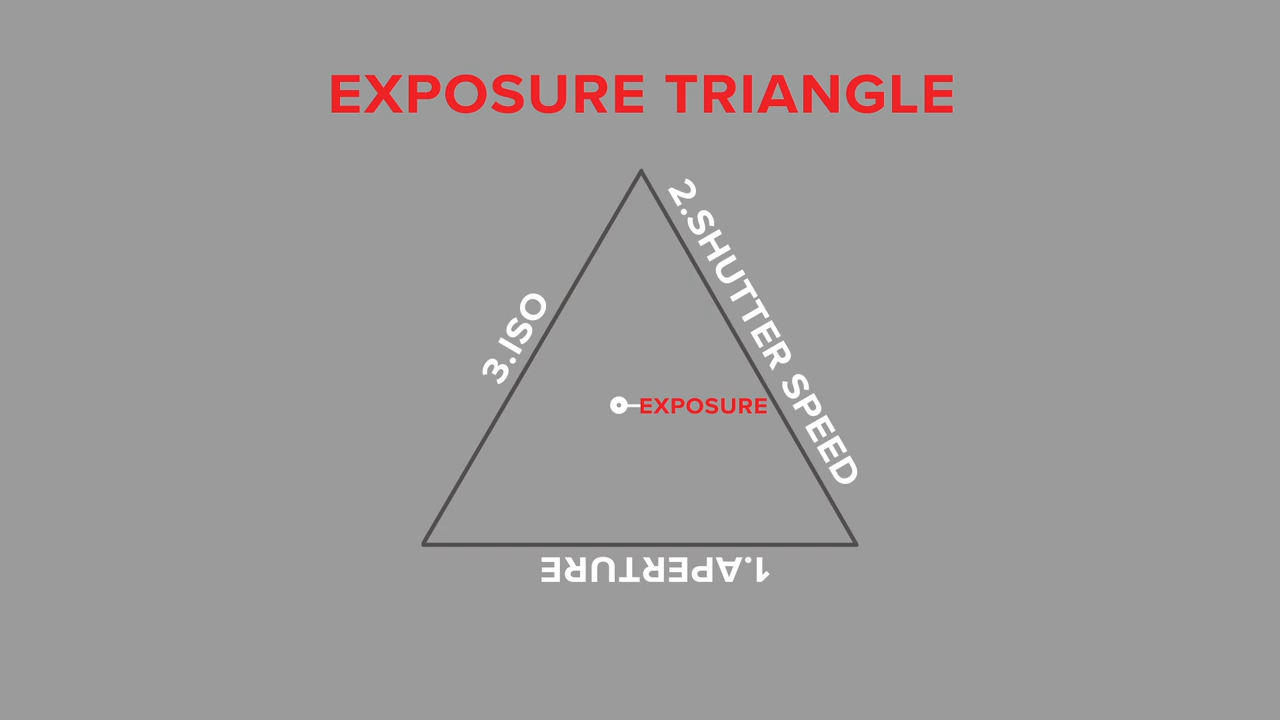 EXPOSURE TRIANGLE
2.SHUTTER SPEED
3.ISO
EXPOSURE
1.APERTURE